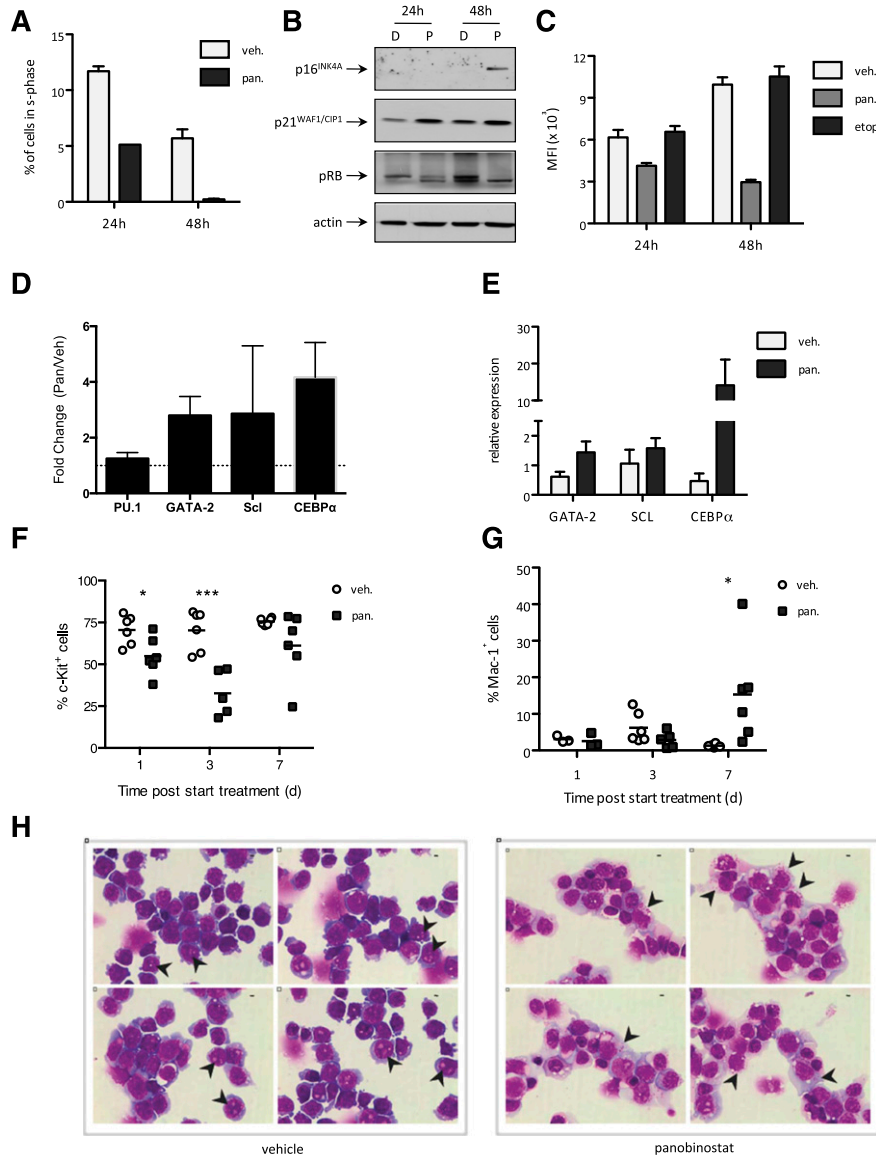 A
% of cells in s-phase
15
10
5
0
24h
48h
veh.
pan.
B
24h
48h
D
P
D
P
p16INK4A
p21WAF1/CIP1
pRB
actin
C
MFI (x 10³)
12
9
6
3
0
24h
48h
veh.
pan.
etop
D
Fold Change (Pan/Veh)
6
4
2
0
PU.1
GATA-2
Scl
CEBPα
E
relative expression
30
20
10
2
1
0
GATA-2
SCL
CEBPα
veh.
pan.
F
% c-Kit⁺ cells
100
75
50
25
0
*
***
1
3
7
Time post start treatment (d)
veh.
pan.
G
% Mac-1⁺ cells
50
40
30
20
10
0
*
1
3
7
Time post start treatment (d)
veh.
pan.
H
vehicle
panobinostat